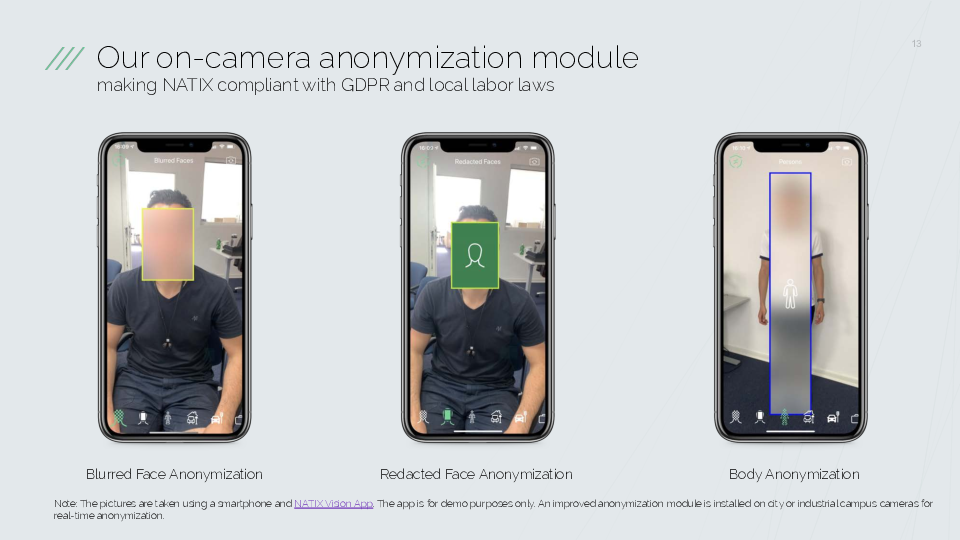 Our on-camera anonymization module
making NATIX compliant with GDPR and local labor laws
13
Blurred Faces
Redacted Faces
Blurred Face Anonymization
Redacted Face Anonymization
Body Anonymization
Note: The pictures are taken using a smartphone and NATIX Vision App. The app is for demo purposes only. An improved anonymization module is installed on city or industrial campus cameras for
real-time anonymization.